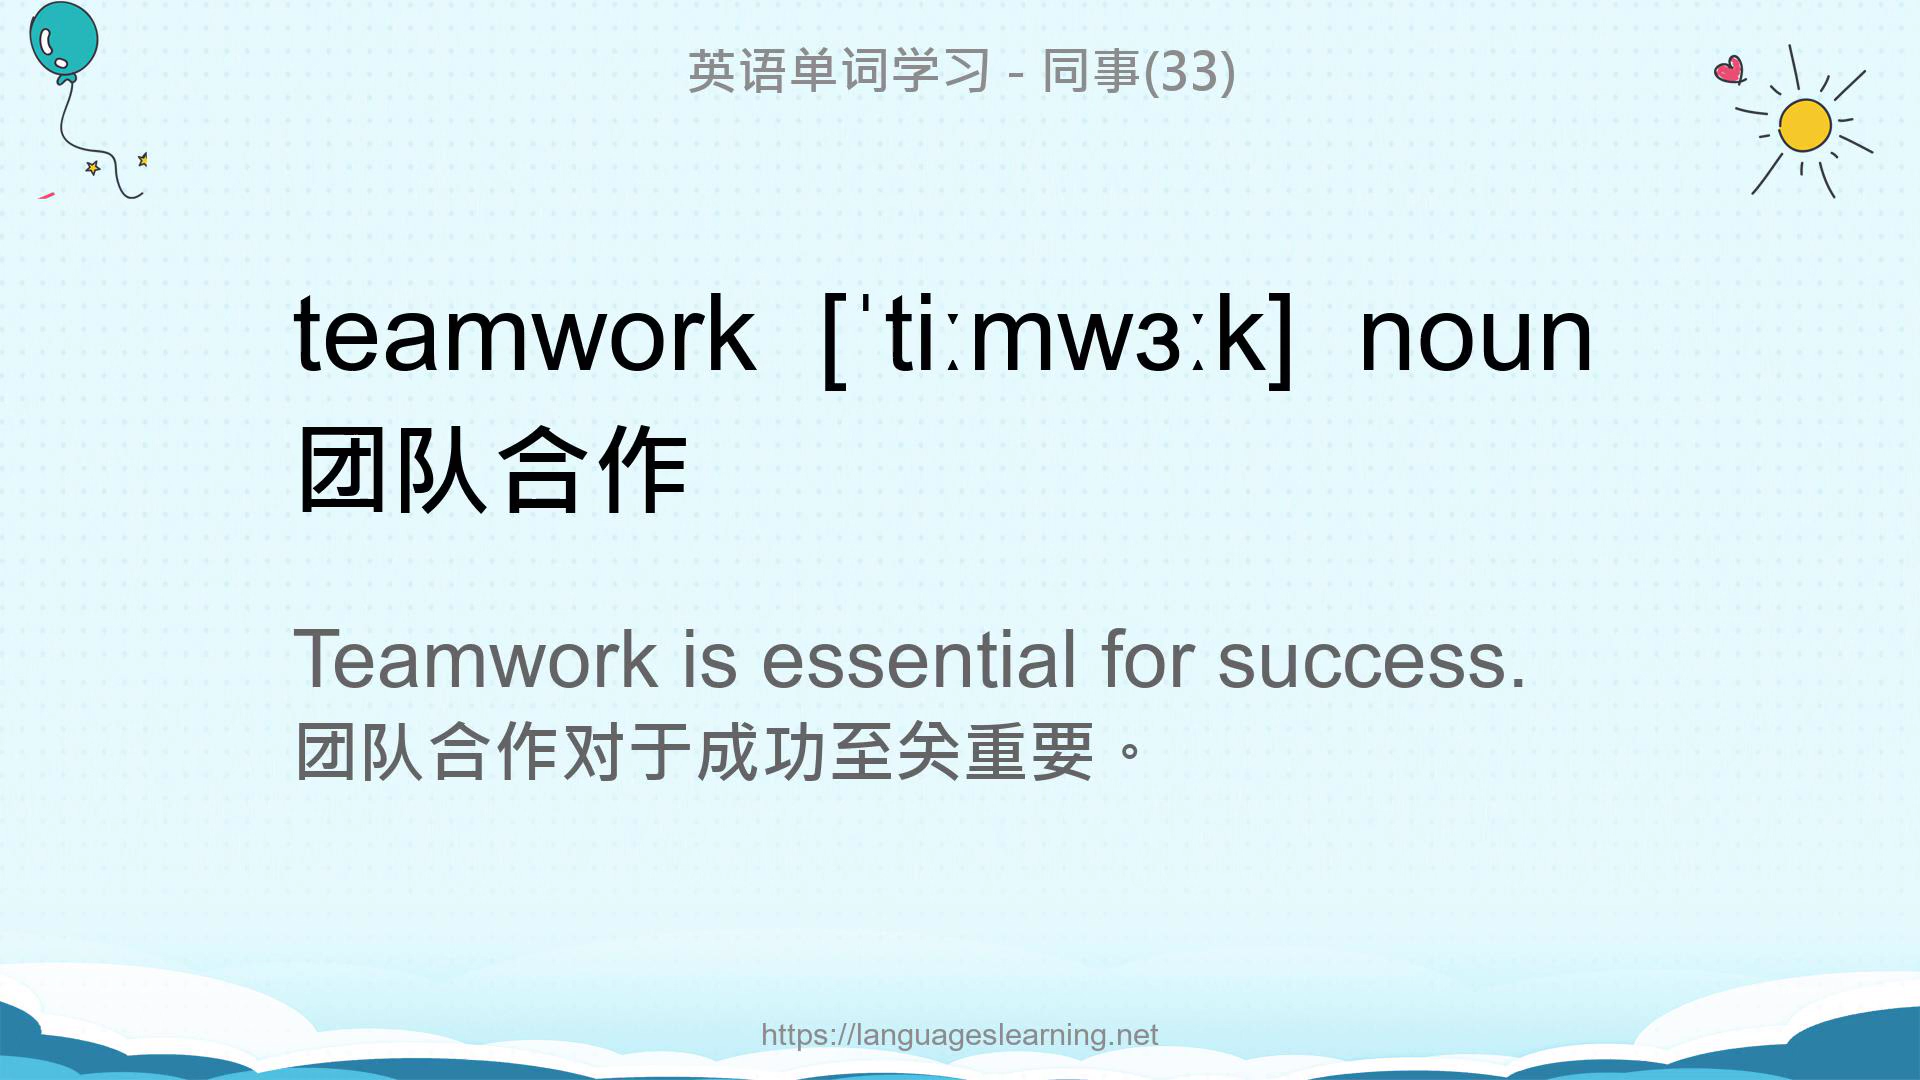 英语单词学习 - 同事(33)
teamwork  [ˈtiːmwɜːk]  noun
团队合作
Teamwork is essential for success.
团队合作对于成功至关重要。
https://languageslearning.net